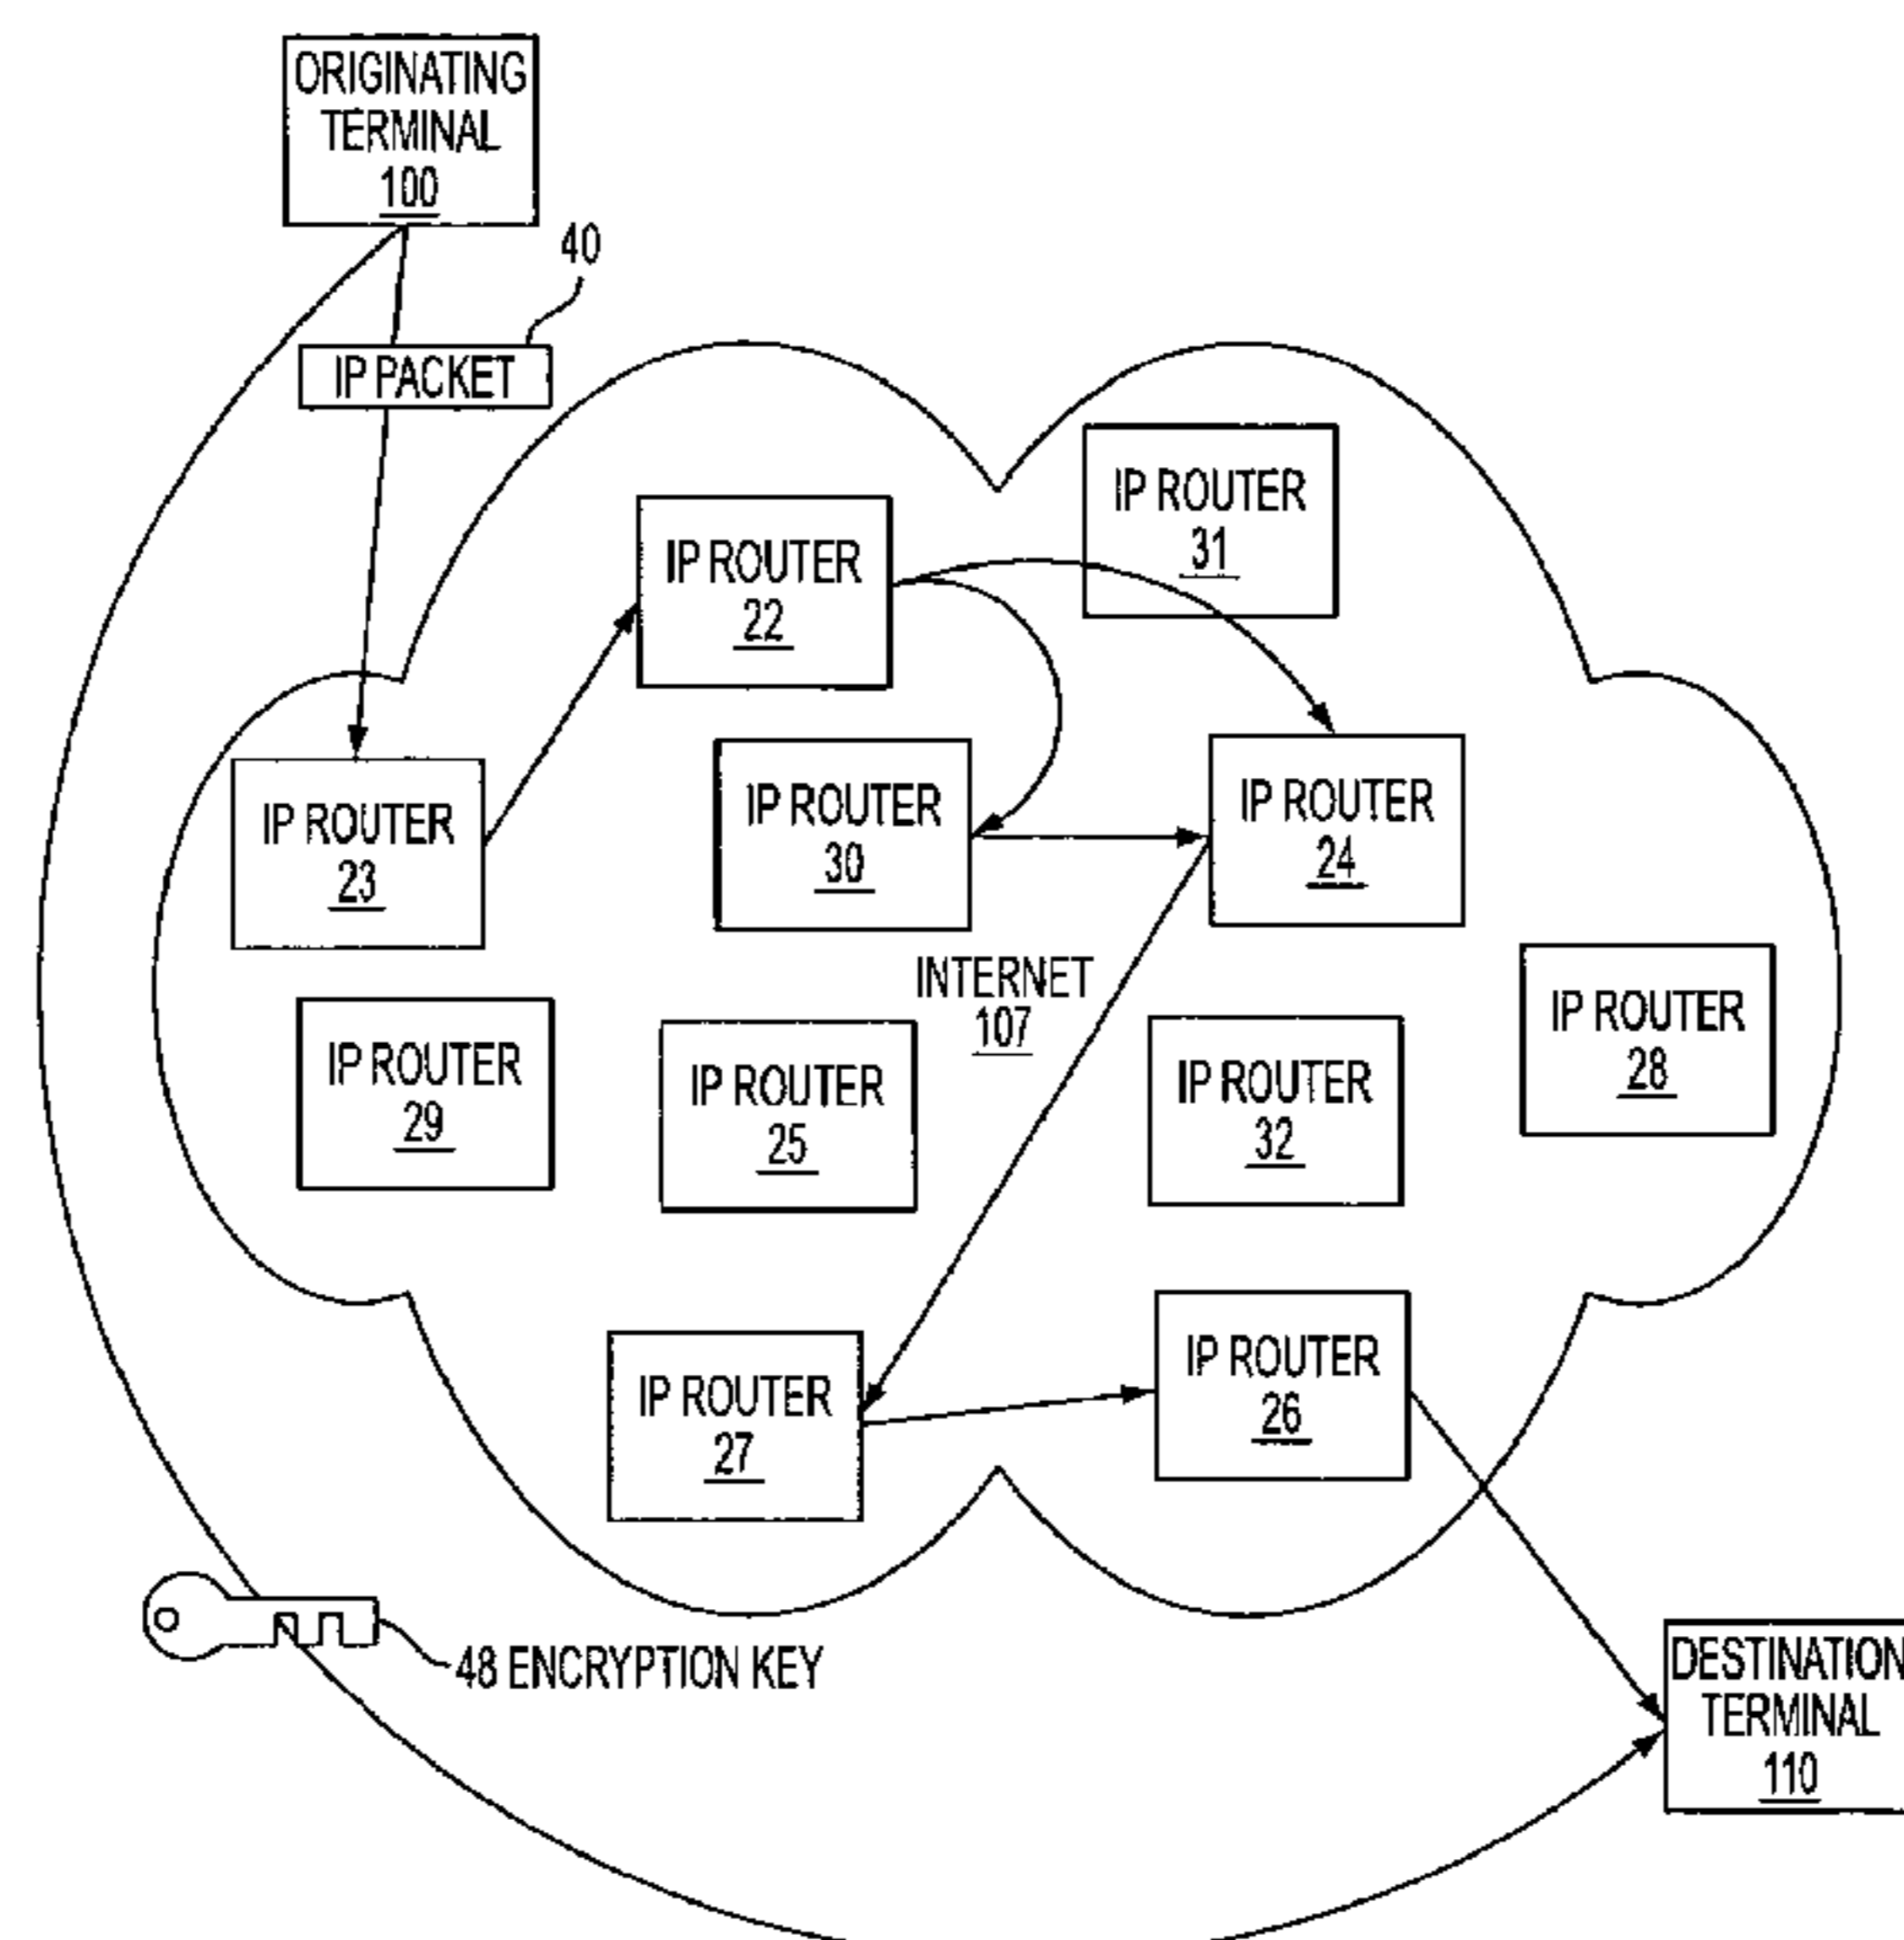 ORIGINATING
TERMINAL
100
40
IP PACKET
IP ROUTER
31
IP ROUTER
22
IP ROUTER
23
IP ROUTER
30
IP ROUTER
24
INTERNET
107
IP ROUTER
29
IP ROUTER
25
IP ROUTER
32
IP ROUTER
28
IP ROUTER
27
IP ROUTER
26
48 ENCRYPTION KEY
DESTINATION
TERMINAL
110